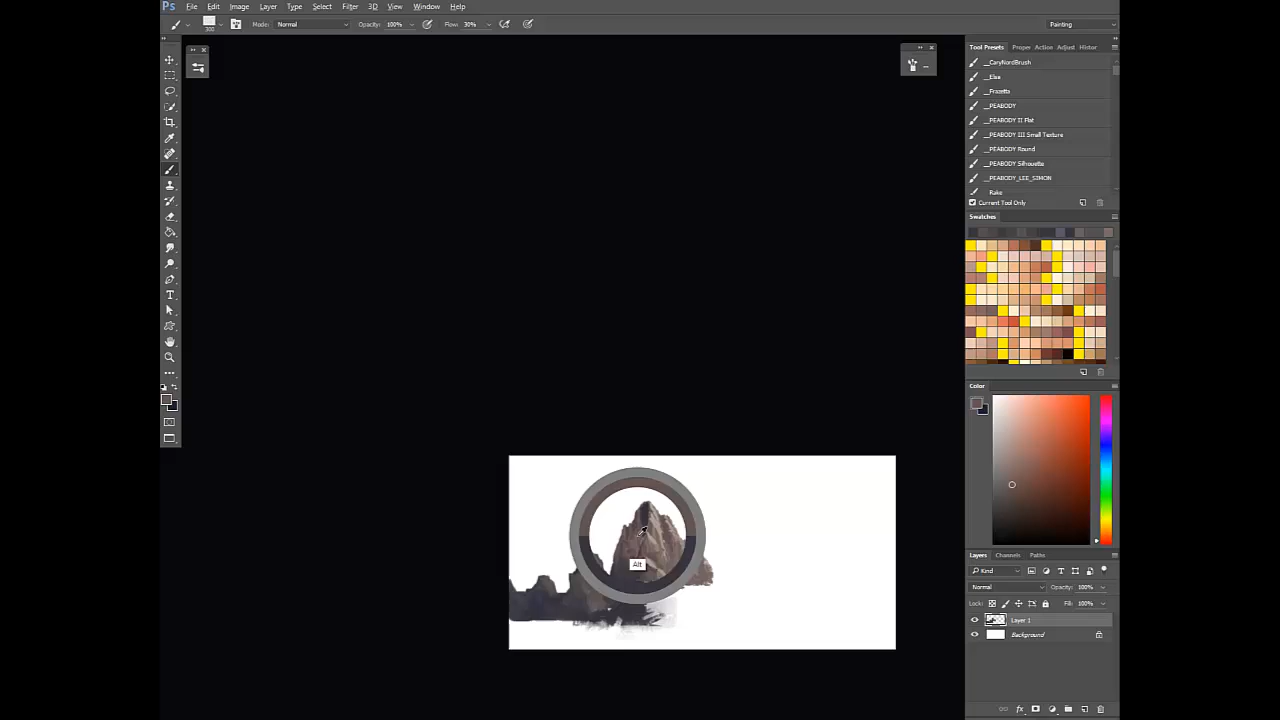 Ps File Edit Image Layer Type Select Filter 3D View Window Help
300 Mode: Normal Opacity: 100% Flow: 30% Painting
Tool Presets Proper Action Adjust Histor
__CaryNordBrush
__Else
__Frazetta
__PEABODY
__PEABODY II Flat
__PEABODY III Small Texture
__PEABODY Round
__PEABODY Silhouette
__PEABODY_LEE_SIMON
Rake
Current Tool Only
Swatches
Color
Alt
Layers Channels Paths
Kind
Normal Opacity: 100%
Lock: Fill: 100%
Layer 1
Background
fx